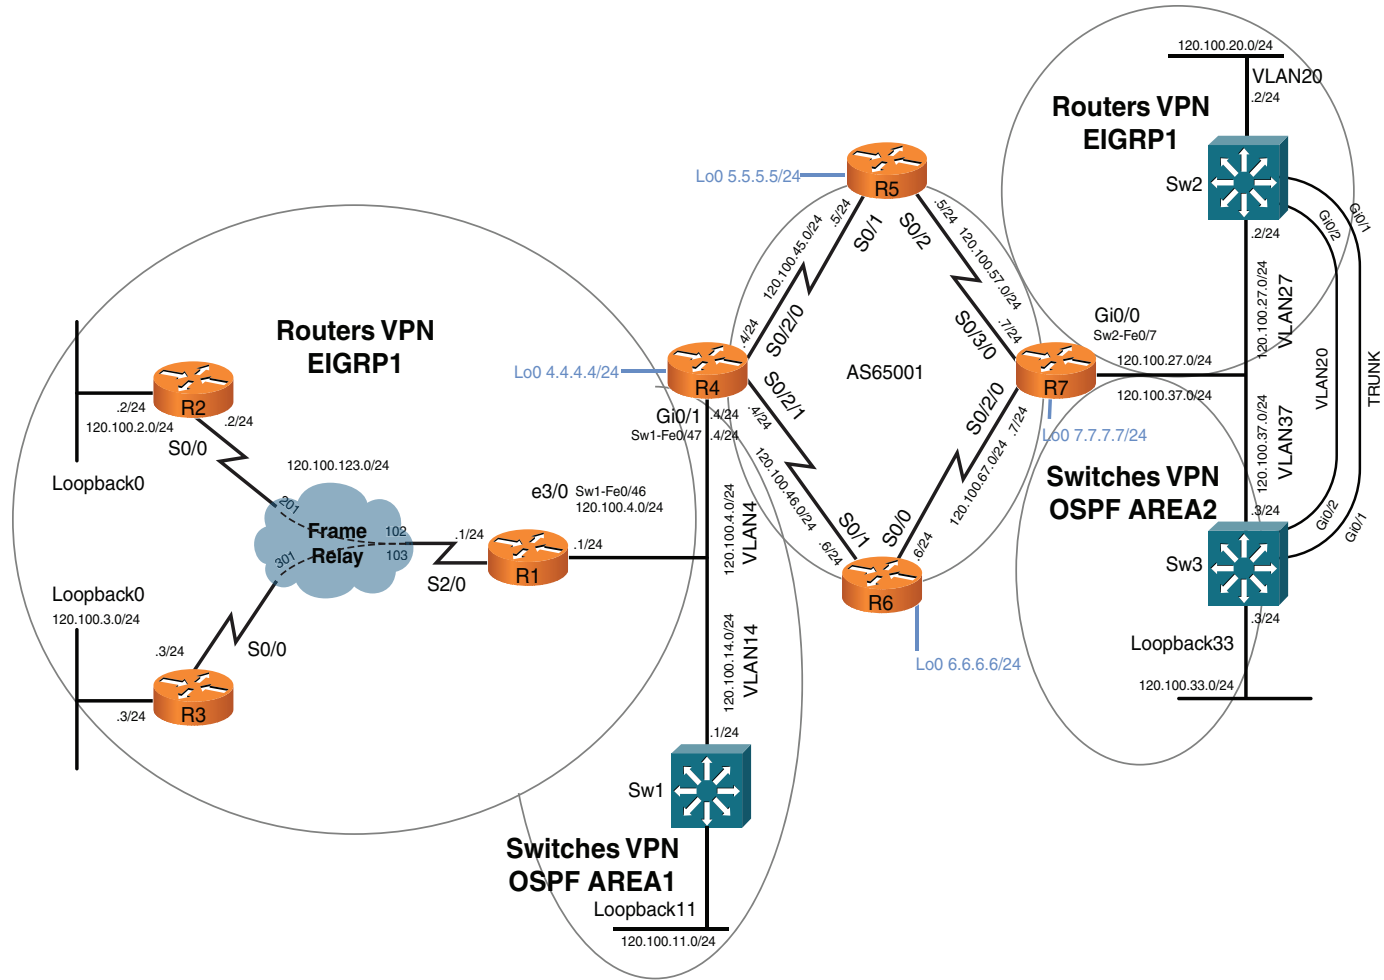 120.100.20.0/24
VLAN20
.2/24
Routers VPN
EIGRP1
Sw2
.2/24
Gi0/2
Gi0/1
120.100.27.0/24
VLAN27
VLAN20
TRUNK
Lo0 5.5.5.5/24
R5
.5/24
S0/1
.5/24
S0/2
120.100.45.0/24
120.100.57.0/24
.4/24
S0/2/0
.7/24
S0/3/0
Gi0/0
Sw2-Fe0/7
120.100.27.0/24
120.100.37.0/24
Routers VPN
EIGRP1
Lo0 4.4.4.4/24
R4
AS65001
R7
Lo0 7.7.7.7/24
Gi0/1
.4/24
Sw1-Fe0/47
.4/24
S0/2/1
.4/24
S0/2/0
.7/24
120.100.46.0/24
120.100.67.0/24
S0/1
.6/24
S0/0
.6/24
R6
Lo0 6.6.6.6/24
R2
.2/24
120.100.2.0/24
.2/24
S0/0
Loopback0
120.100.123.0/24
201
Frame
Relay
102
103
301
.1/24
S2/0
R1
e3/0
Sw1-Fe0/46
120.100.4.0/24
.1/24
120.100.4.0/24
VLAN4
Loopback0
120.100.3.0/24
.3/24
S0/0
R3
.3/24
120.100.14.0/24
VLAN14
.1/24
Sw1
Switches VPN
OSPF AREA1
Loopback11
120.100.11.0/24
Switches VPN
OSPF AREA2
120.100.37.0/24
VLAN37
.3/24
Gi0/2
Gi0/1
Sw3
.3/24
Loopback33
120.100.33.0/24